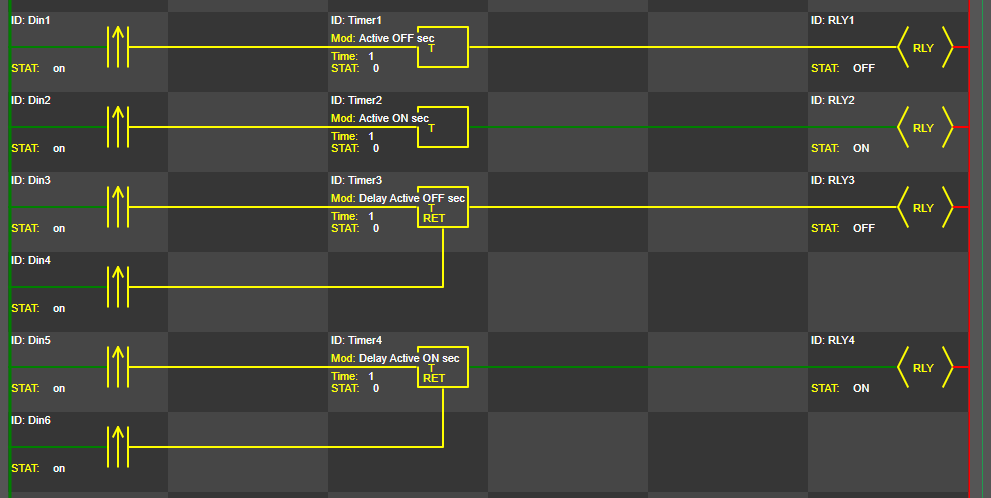 ID: Din1 ID: Timer1 ID: RLY1
Mod: Active OFF sec
T RLY
Time: 1
STAT: on STAT: 0 STAT: OFF
ID: Din2 ID: Timer2 ID: RLY2
Mod: Active ON sec
T RLY
Time: 1
STAT: on STAT: 0 STAT: ON
ID: Din3 ID: Timer3 ID: RLY3
Mod: Delay Active OFF sec
T RLY
Time: 1 RET
STAT: on STAT: 0 STAT: OFF
ID: Din4
STAT: on
ID: Din5 ID: Timer4 ID: RLY4
Mod: Delay Active ON sec
T RLY
Time: 1 RET
STAT: on STAT: 0 STAT: ON
ID: Din6
STAT: on